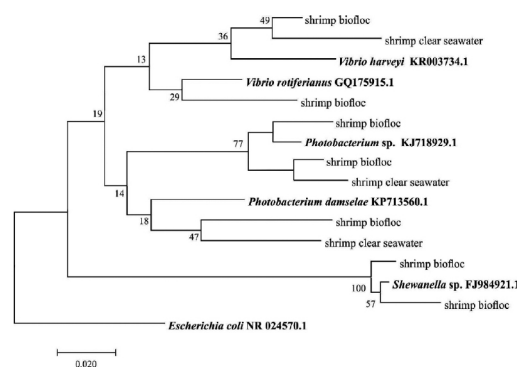 shrimp biofloc
49
shrimp clear seawater
36
Vibrio harveyi KR003734.1
13
Vibrio rotiferianus GQ175915.1
29
shrimp biofloc
19
shrimp biofloc
77
Photobacterium sp. KJ718929.1
shrimp biofloc
shrimp clear seawater
14
Photobacterium damselae KP713560.1
18
shrimp biofloc
47
shrimp clear seawater
shrimp biofloc
100
Shewanella sp. FJ984921.1
57
shrimp biofloc
Escherichia coli NR 024570.1
0.020